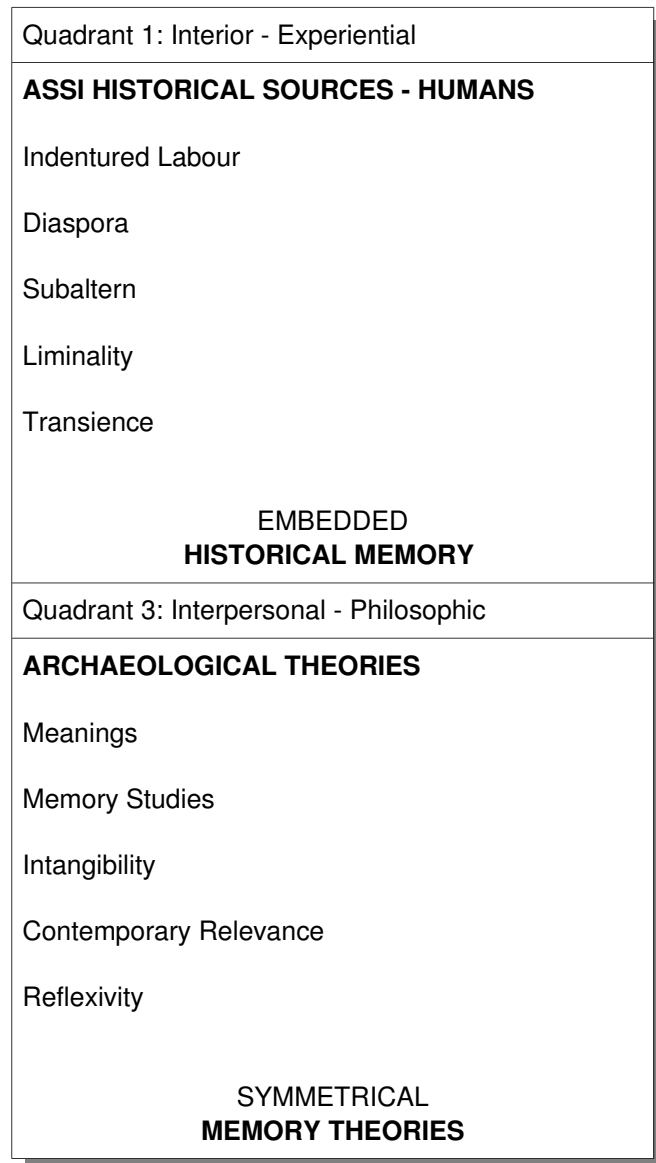 Quadrant 1: Interior - Experiential
ASSI HISTORICAL SOURCES - HUMANS
Indentured Labour
Diaspora
Subaltern
Liminality
Transience
EMBEDDED
HISTORICAL MEMORY
Quadrant 3: Interpersonal - Philosophic
ARCHAEOLOGICAL THEORIES
Meanings
Memory Studies
Intangibility
Contemporary Relevance
Reflexivity
SYMMETRICAL
MEMORY THEORIES